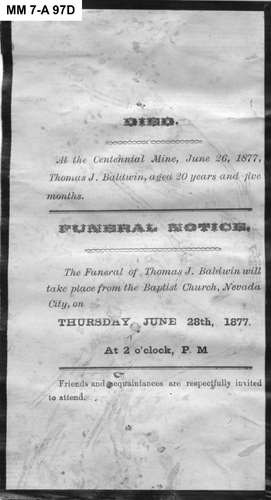 MM 7-A 97D
DIED.
At the Centennial Mine, June 26, 1877,
Thomas J. Baldwin, aged 20 years and five
months.
FUNERAL NOTICE.
The Funeral of Thomas J. Baldwin will
take place from the Baptist Church, Nevada
City, on
THURSDAY, JUNE 28th, 1877.
At 2 o'clock, P. M
Friends and acquaintances are respectfully invited
to attend.